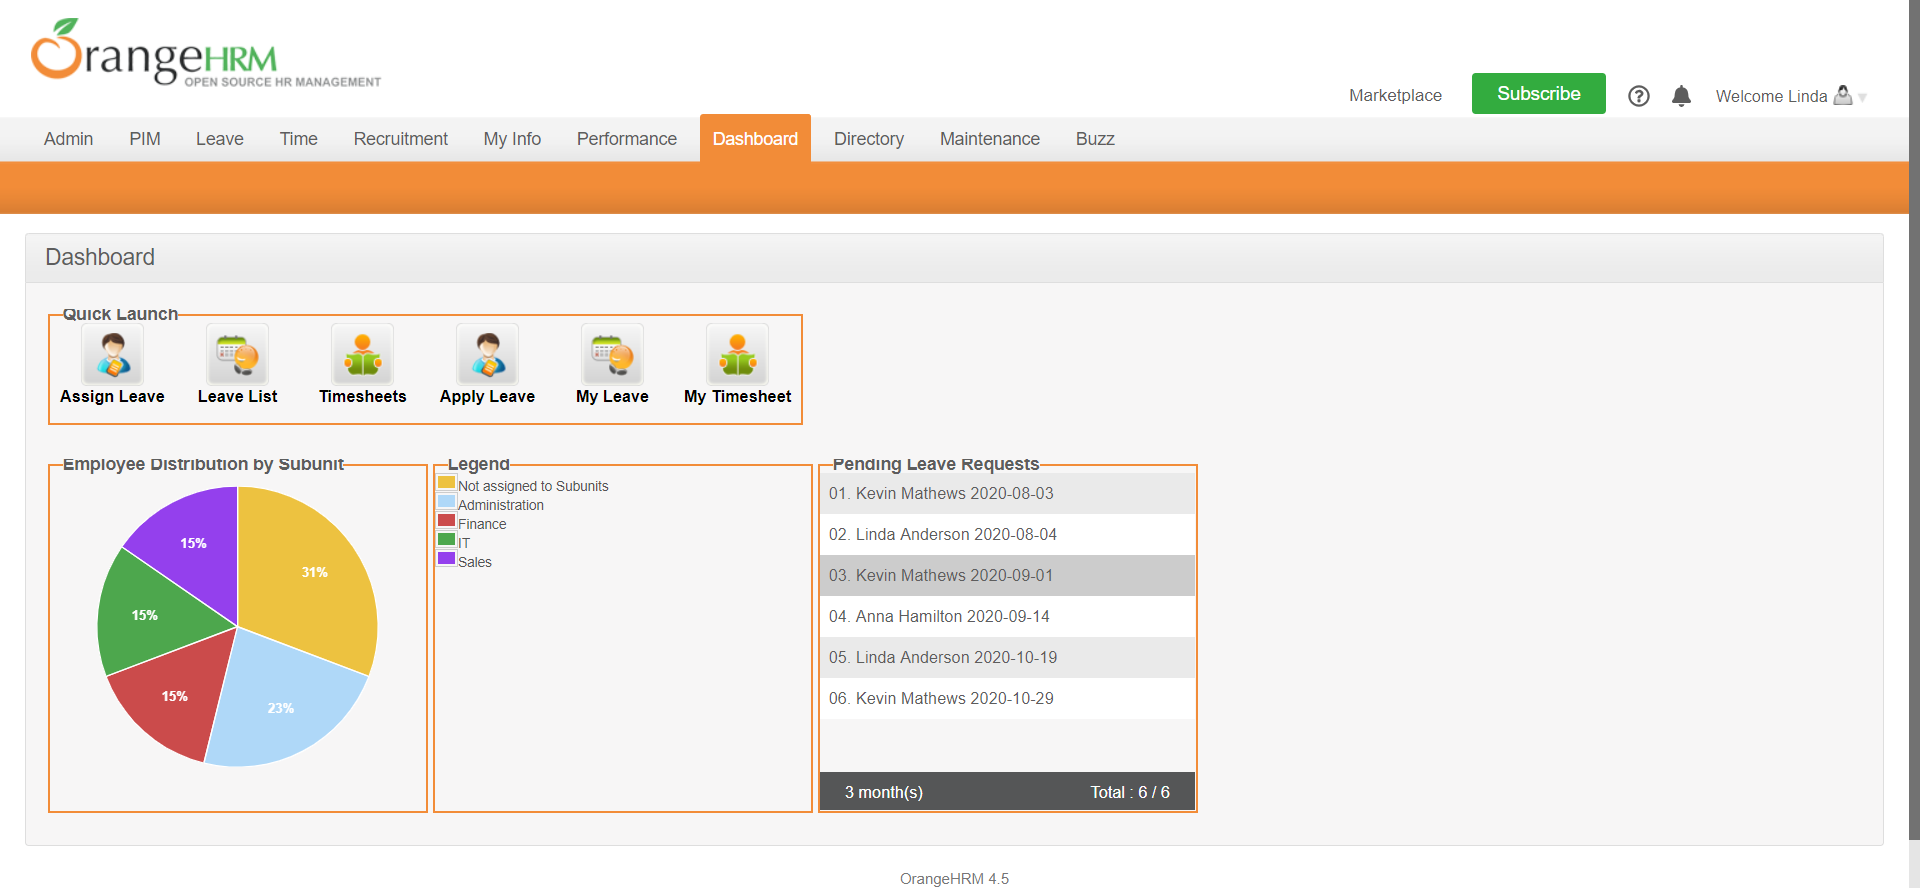 OrangeHRM
OPEN SOURCE HR MANAGEMENT
Marketplace
Subscribe
Welcome Linda
Admin PIM Leave Time Recruitment My Info Performance Dashboard Directory Maintenance Buzz
Dashboard
Quick Launch
Assign Leave Leave List Timesheets Apply Leave My Leave My Timesheet
Employee Distribution by Subunit
15%
31%
15%
15%
23%
Legend
Not assigned to Subunits
Administration
Finance
IT
Sales
Pending Leave Requests
01. Kevin Mathews 2020-08-03
02. Linda Anderson 2020-08-04
03. Kevin Mathews 2020-09-01
04. Anna Hamilton 2020-09-14
05. Linda Anderson 2020-10-19
06. Kevin Mathews 2020-10-29
3 month(s) Total : 6 / 6
OrangeHRM 4.5